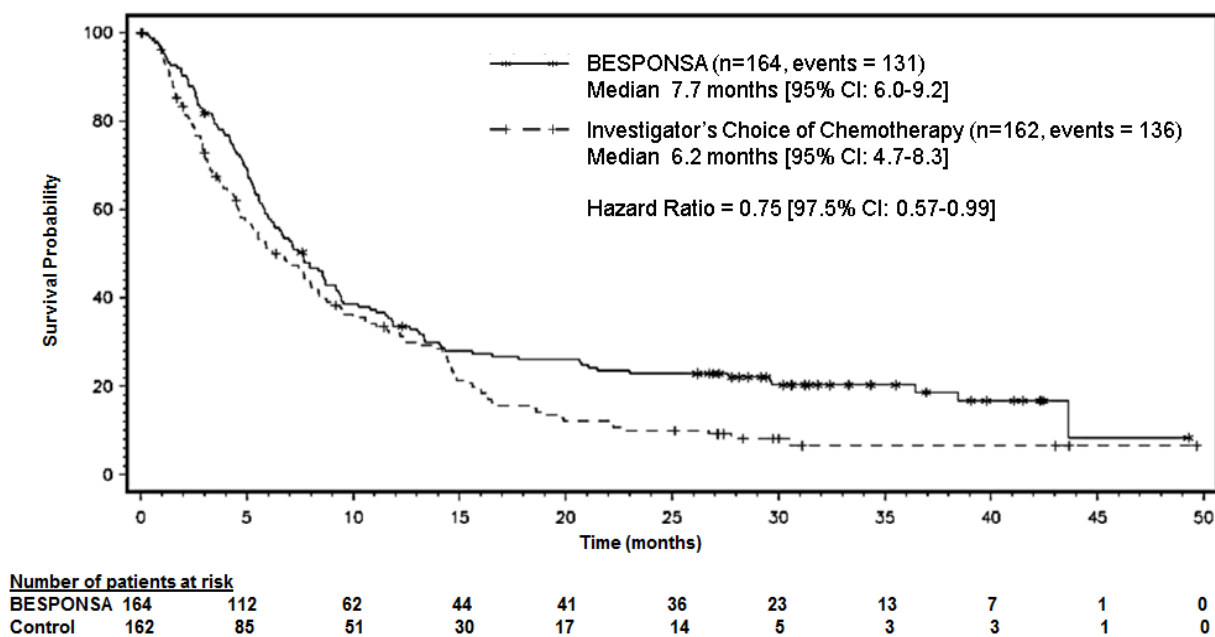 100
80
60
40
20
0
Survival Probability
BESPONSA (n=164, events = 131)
Median 7.7 months [95% CI: 6.0-9.2]
Investigator's Choice of Chemotherapy (n=162, events = 136)
Median 6.2 months [95% CI: 4.7-8.3]
Hazard Ratio = 0.75 [97.5% CI: 0.57-0.99]
0 5 10 15 20 25 30 35 40 45 50
Time (months)
Number of patients at risk
BESPONSA 164 112 62 44 41 36 23 13 7 1 0
Control 162 85 51 30 17 14 5 3 3 1 0